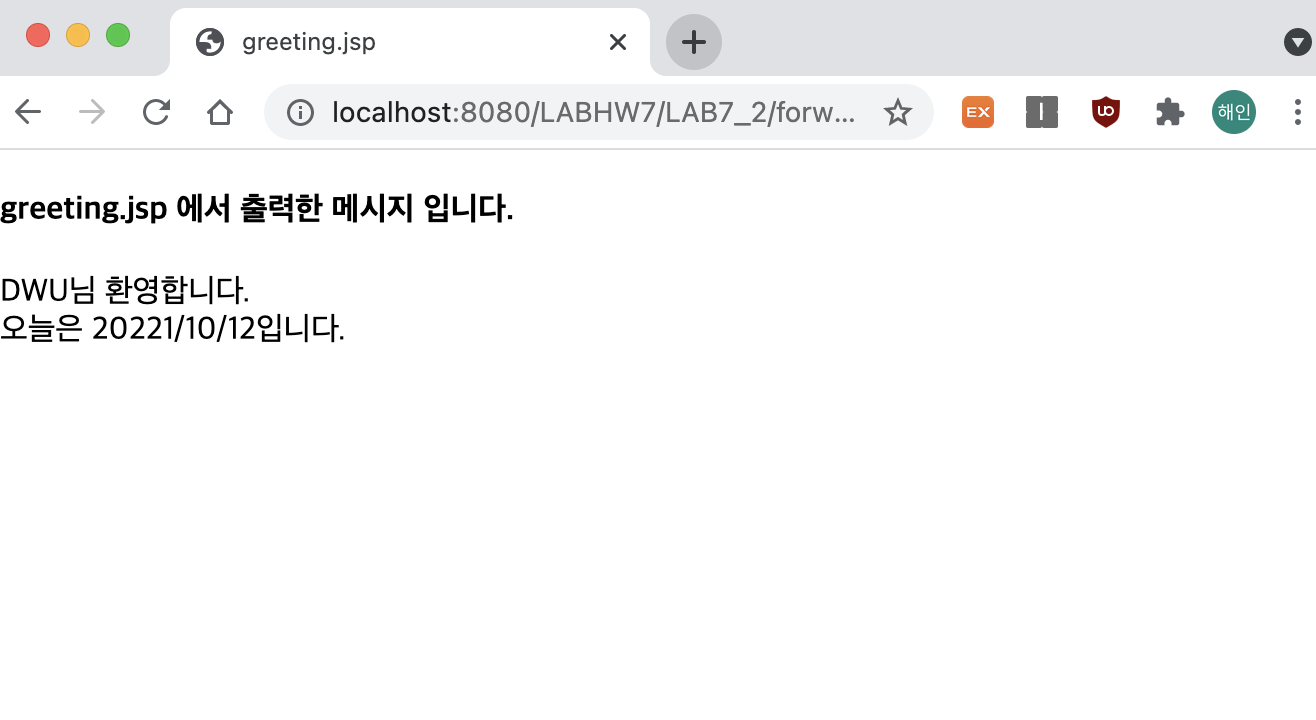 greeting.jsp
localhost:8080/LABHW7/LAB7_2/forw...
EX
I
uo
해인
greeting.jsp 에서 출력한 메시지 입니다.
DWU님 환영합니다.
오늘은 20221/10/12입니다.